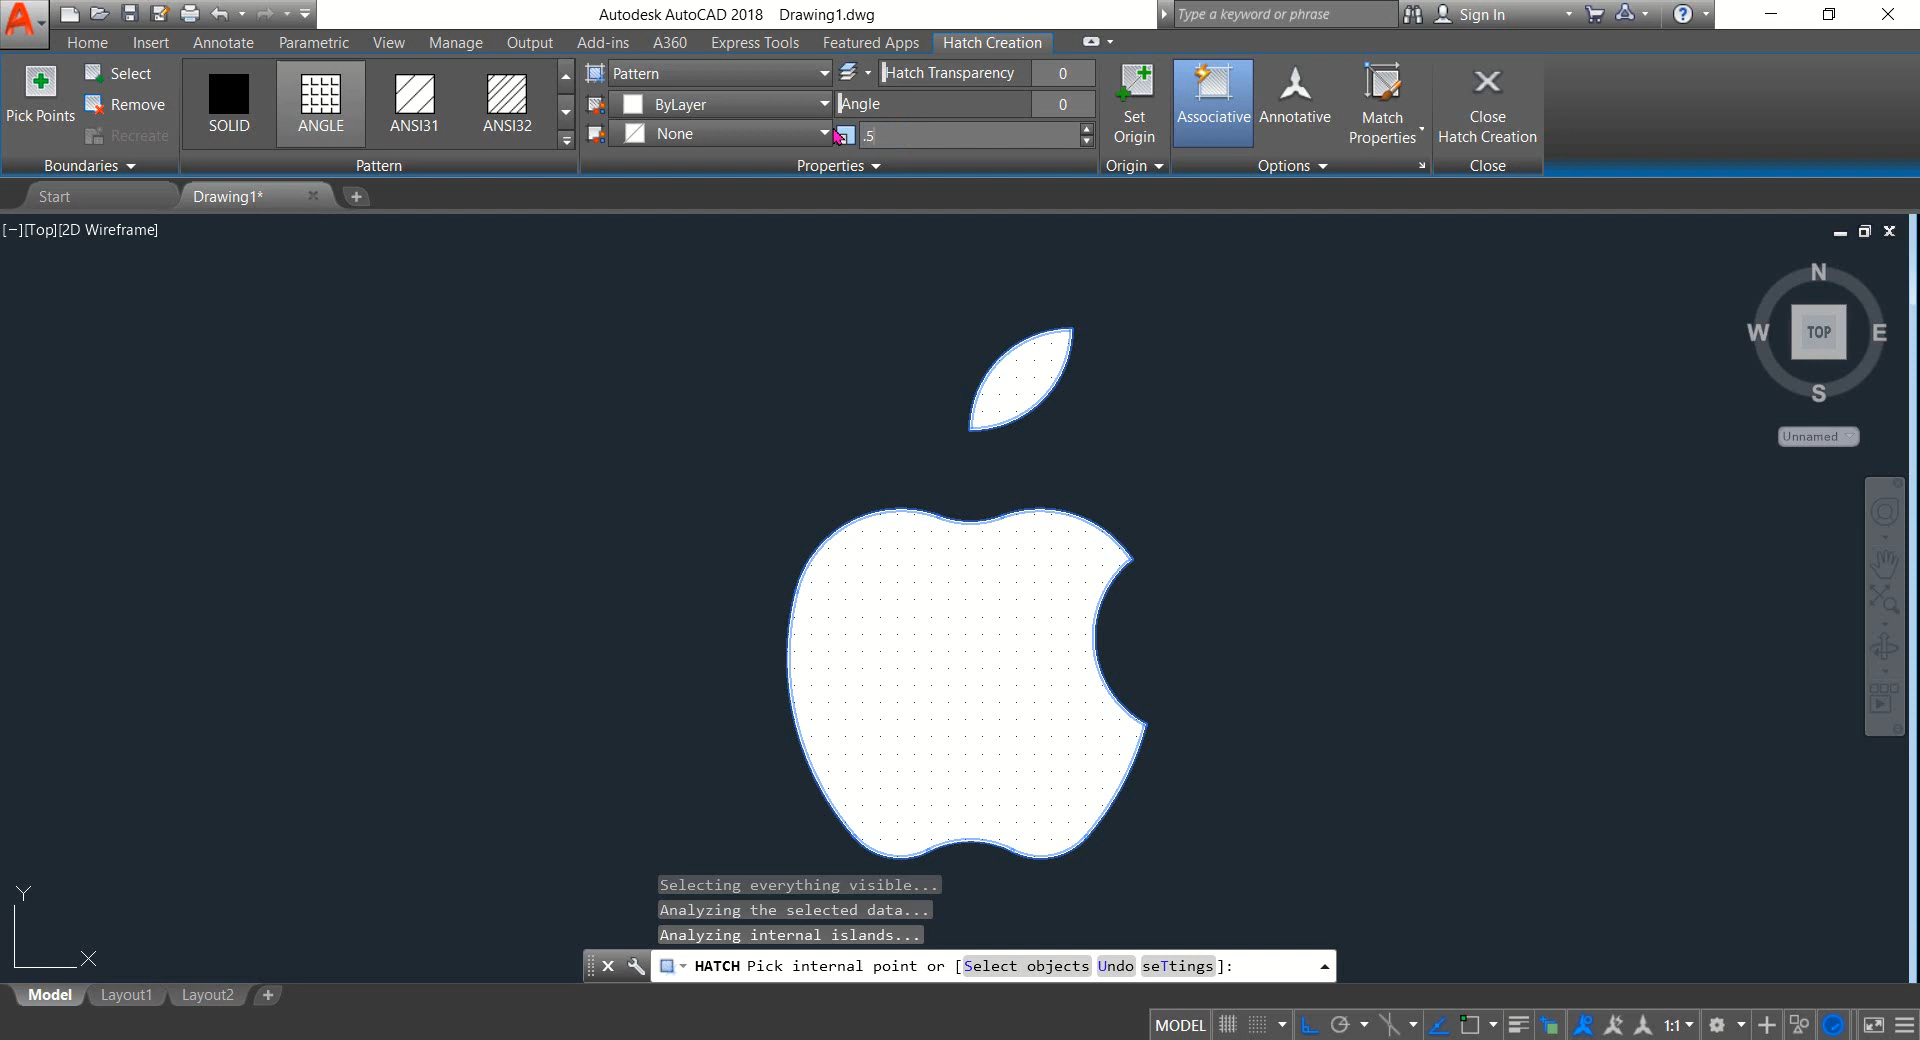 Autodesk AutoCAD 2018 Drawing1.dwg
Type a keyword or phrase
Sign In
Home Insert Annotate Parametric View Manage Output Add-ins A360 Express Tools Featured Apps Hatch Creation
Pick Points
Select
Remove
Recreate
Boundaries
SOLID
ANGLE
ANSI31
ANSI32
Pattern
Pattern
ByLayer
None
Hatch Transparency 0
Angle 0
.5
Properties
Set
Origin
Origin
Associative
Annotative
Match
Properties
Options
Close
Hatch Creation
Close
Start
Drawing1*
[−][Top][2D Wireframe]
N
W
TOP
E
S
Unnamed
Y
X
Selecting everything visible...
Analyzing the selected data...
Analyzing internal islands...
HATCH Pick internal point or [Select objects Undo seTtings]:
Model Layout1 Layout2
MODEL
1:1